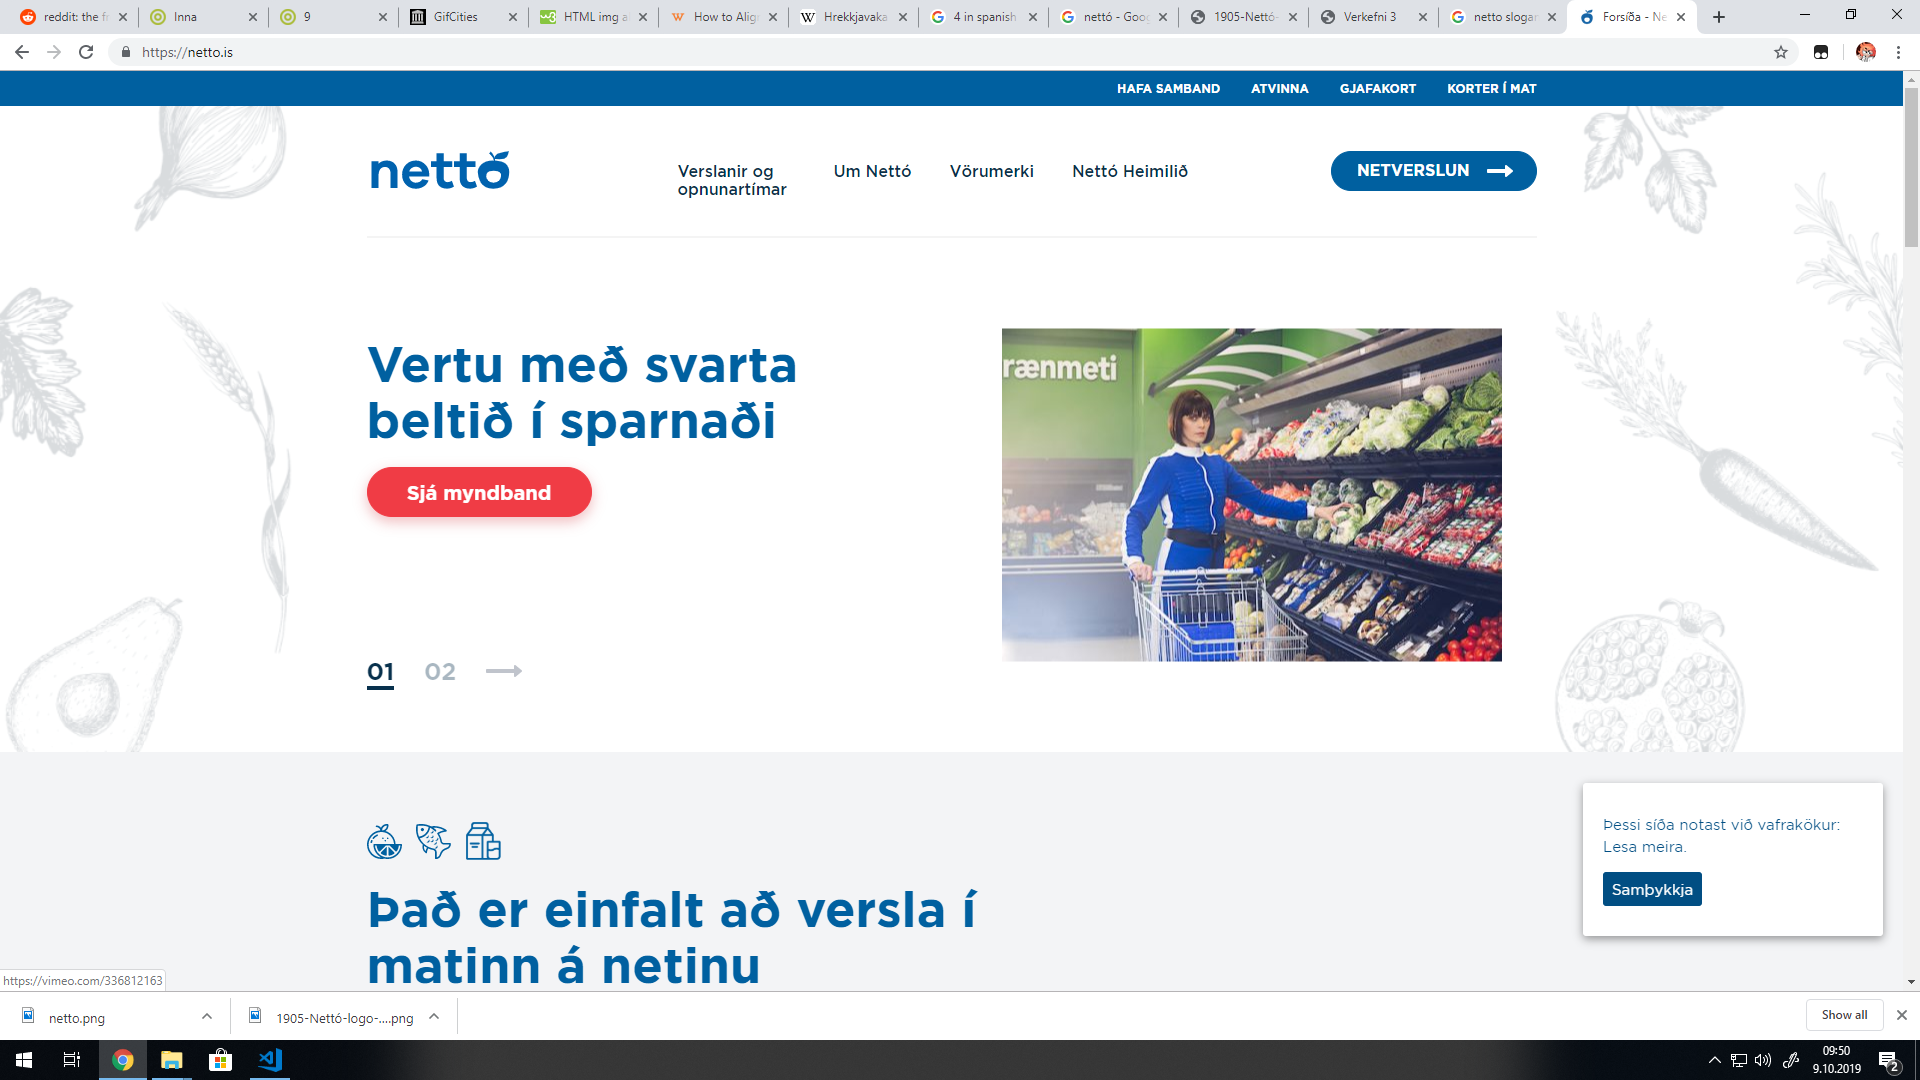 reddit: the fr
Inna
9
GifCities
HTML img a
How to Align
Hrekkjavaka
4 in spanish
nettó - Goog
1905-Nettó-
Verkefni 3
netto slogan
Forsíða - Ne
https://netto.is
HAFA SAMBAND
ATVINNA
GJAFAKORT
KORTER Í MAT
nettó
Verslanir og
opnunartímar
Um Nettó
Vörumerki
Nettó Heimilið
NETVERSLUN
Vertu með svarta
beltið í sparnaði
Sjá myndband
rænmeti
01 02
Það er einfalt að versla í
matinn á netinu
Þessi síða notast við vafrakökur:
Lesa meira.
Samþykkja
https://vimeo.com/336812163
netto.png
1905-Nettó-logo-....png
Show all
09:50
9.10.2019
2